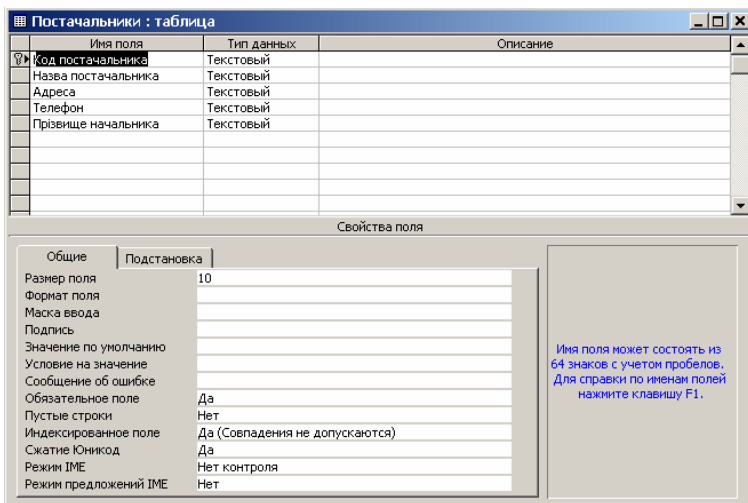 Постачальники : таблица
Имя поля Тип данных Описание
Код постачальника Текстовый
Назва постачальника Текстовый
Адреса Текстовый
Телефон Текстовый
Прізвище начальника Текстовый
Свойства поля
Общие Подстановка
Размер поля 10
Формат поля
Маска ввода
Подпись
Значение по умолчанию
Условие на значение
Сообщение об ошибке
Обязательное поле Да
Пустые строки Нет
Индексированное поле Да (Совпадения не допускаются)
Сжатие Юникод Да
Режим IME Нет контроля
Режим предложений IME Нет
Имя поля может состоять из
64 знаков с учетом пробелов.
Для справки по именам полей
нажмите клавишу F1.